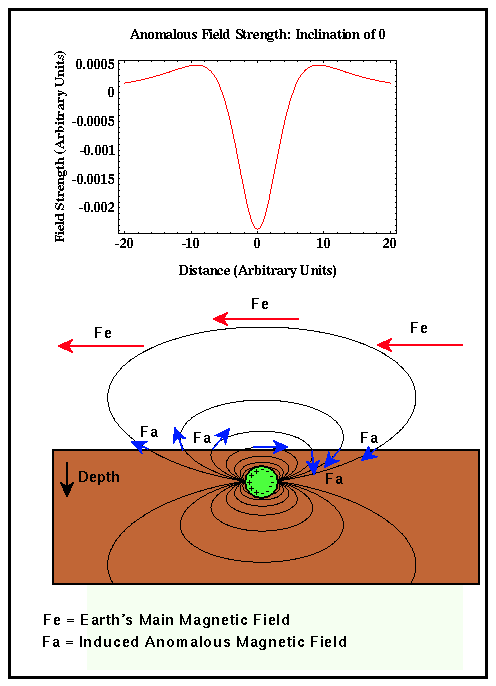 Anomalous Field Strength: Inclination of 0
Field Strength (Arbitrary Units)
0.0005
0
-0.0005
-0.001
-0.0015
-0.002
-20 -10 0 10 20
Distance (Arbitrary Units)
Fe
Fe Fe
Fa Fa Fa
Depth Fa
Fe = Earth's Main Magnetic Field
Fa = Induced Anomalous Magnetic Field